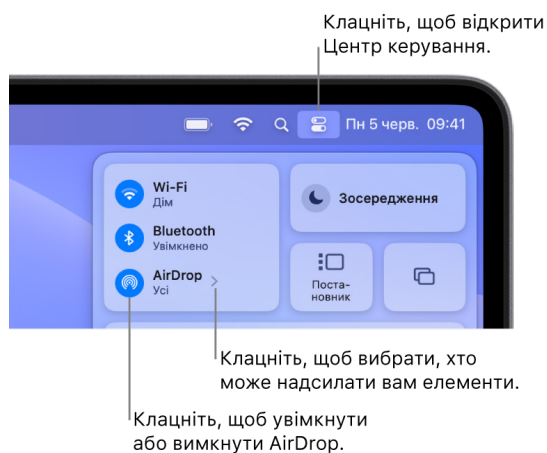 Клацніть, щоб відкрити
Центр керування.
Пн 5 черв. 09:41
Wi-Fi
Дім
Зосередження
Bluetooth
Увімкнено
AirDrop
Усі
Поста-
новник
Клацніть, щоб вибрати, хто
може надсилати вам елементи.
Клацніть, щоб увімкнути
або вимкнути AirDrop.